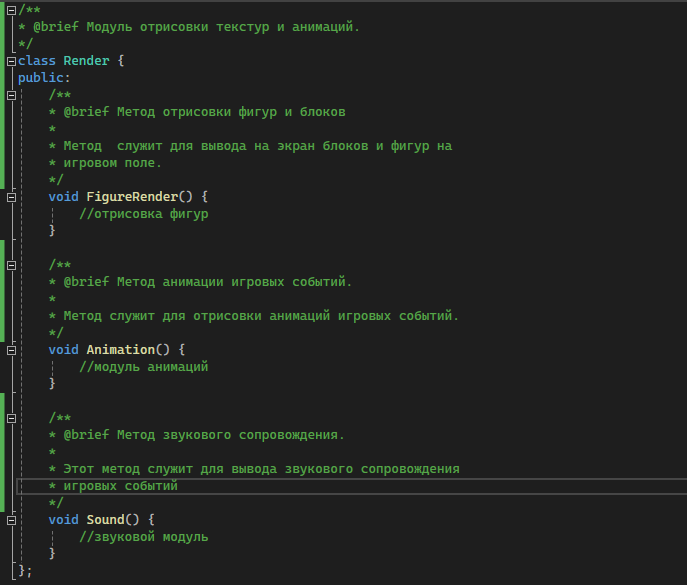 /**
* @brief Модуль отрисовки текстур и анимаций.
*/
class Render {
public:
    /**
    * @brief Метод отрисовки фигур и блоков
    *
    * Метод  служит для вывода на экран блоков и фигур на
    * игровом поле.
    */
    void FigureRender() {
        //отрисовка фигур
    }

    /**
    * @brief Метод анимации игровых событий.
    *
    * Метод служит для отрисовки анимаций игровых событий.
    */
    void Animation() {
        //модуль анимаций
    }

    /**
    * @brief Метод звукового сопровождения.
    *
    * Этот метод служит для вывода звукового сопровождения
    * игровых событий
    */
    void Sound() {
        //звуковой модуль
    }
};